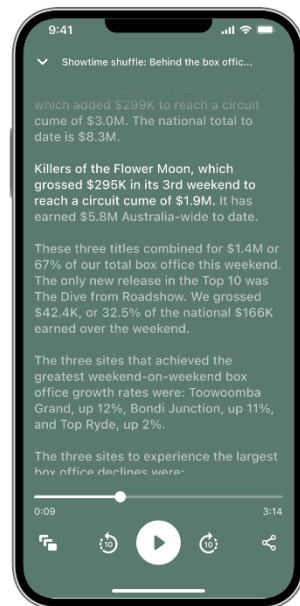 9:41
Showtime shuffle: Behind the box offic...
which added $299K to reach a circuit
cume of $3.0M. The national total to
date is $8.3M.
Killers of the Flower Moon, which
grossed $295K in its 3rd weekend to
reach a circuit cume of $1.9M. It has
earned $5.8M Australia-wide to date.
These three titles combined for $1.4M or
67% of our total box office this weekend.
The only new release in the Top 10 was
The Dive from Roadshow. We grossed
$42.4K, or 32.5% of the national $166K
earned over the weekend.
The three sites that achieved the
greatest weekend-on-weekend box
office growth rates were: Toowoomba
Grand, up 12%, Bondi Junction, up 11%,
and Top Ryde, up 2%.
The three sites to experience the largest
box office declines were:
0:09
3:14
10
10